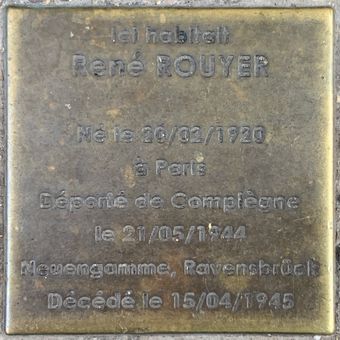 Ici habitait
René ROUYER
Né le 20/02/1920
à Paris
Déporté de Compiègne
le 21/05/1944
Neuengamme, Ravensbrück
Décédé le 15/04/1945